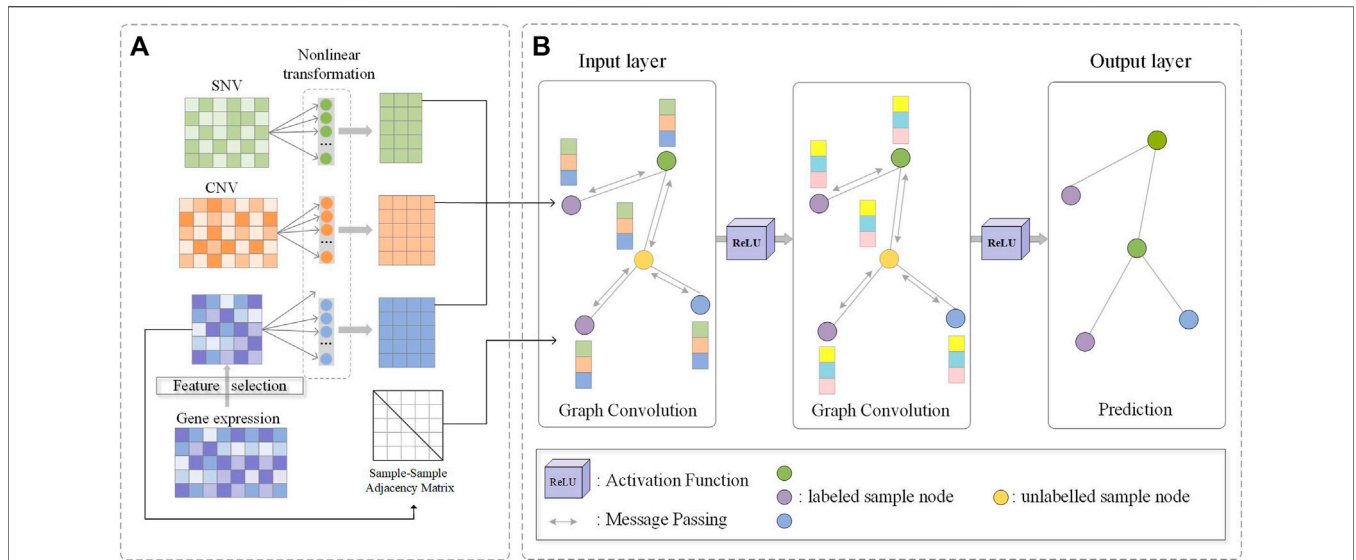 A
Nonlinear
transformation
SNV
...
CNV
...
...
Feature selection
Gene expression
Sample-Sample
Adjacency Matrix
B
Input layer
Output layer
ReLU
ReLU
Graph Convolution
Graph Convolution
Prediction
ReLU
: Activation Function
: labeled sample node
: unlabelled sample node
: Message Passing